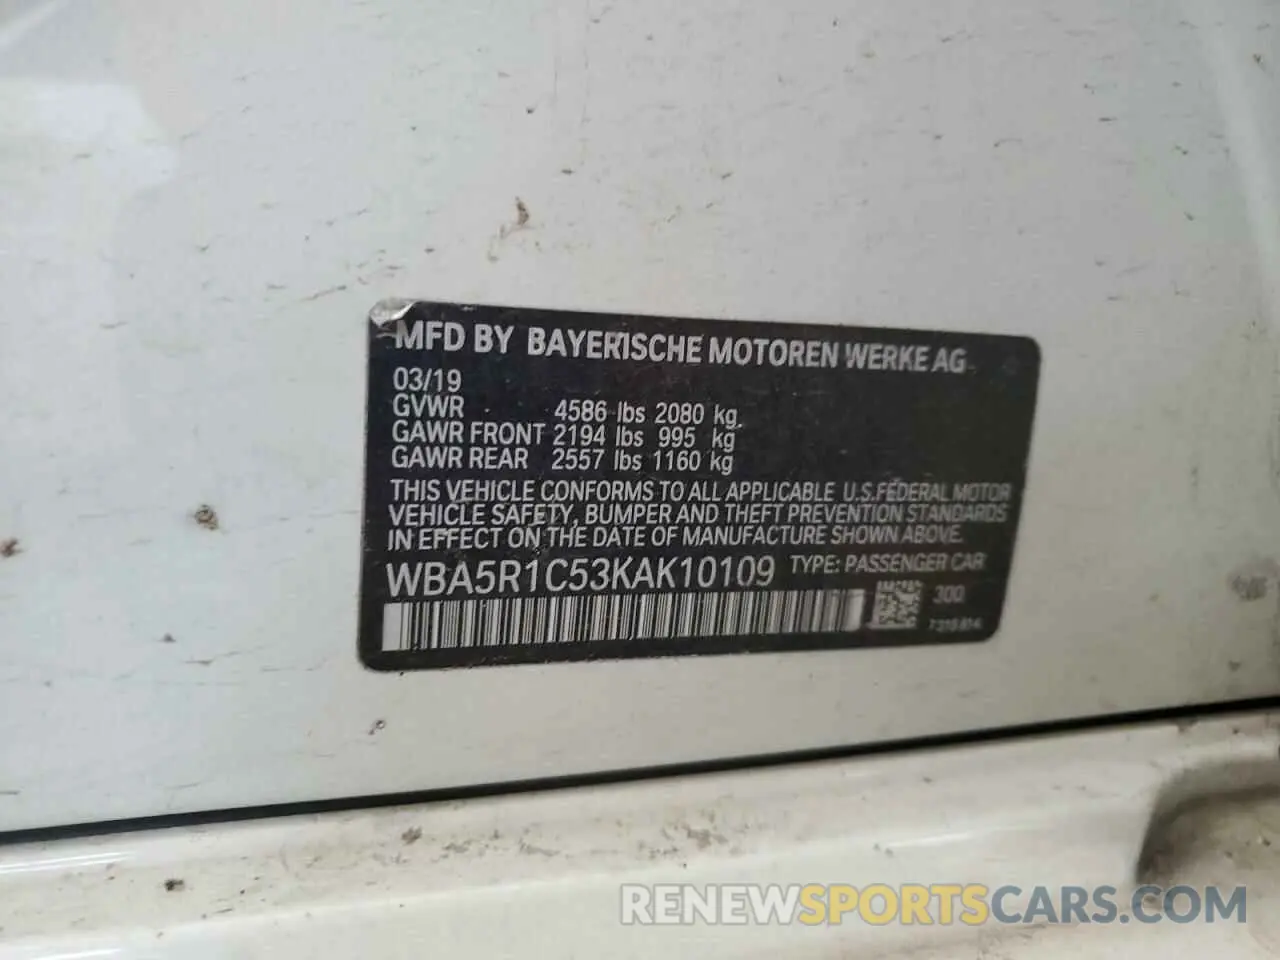 MFD BY BAYERISCHE MOTOREN WERKE AG
03/19
GVWR 4586 lbs 2080 kg
GAWR FRONT 2194 lbs 995 kg
GAWR REAR 2557 lbs 1160 kg
THIS VEHICLE CONFORMS TO ALL APPLICABLE U.S.FEDERAL MOTOR
VEHICLE SAFETY, BUMPER AND THEFT PREVENTION STANDARDS
IN EFFECT ON THE DATE OF MANUFACTURE SHOWN ABOVE.
WBA5R1C53KAK10109 TYPE: PASSENGER CAR
300
RENEWSPORTSCARS.COM